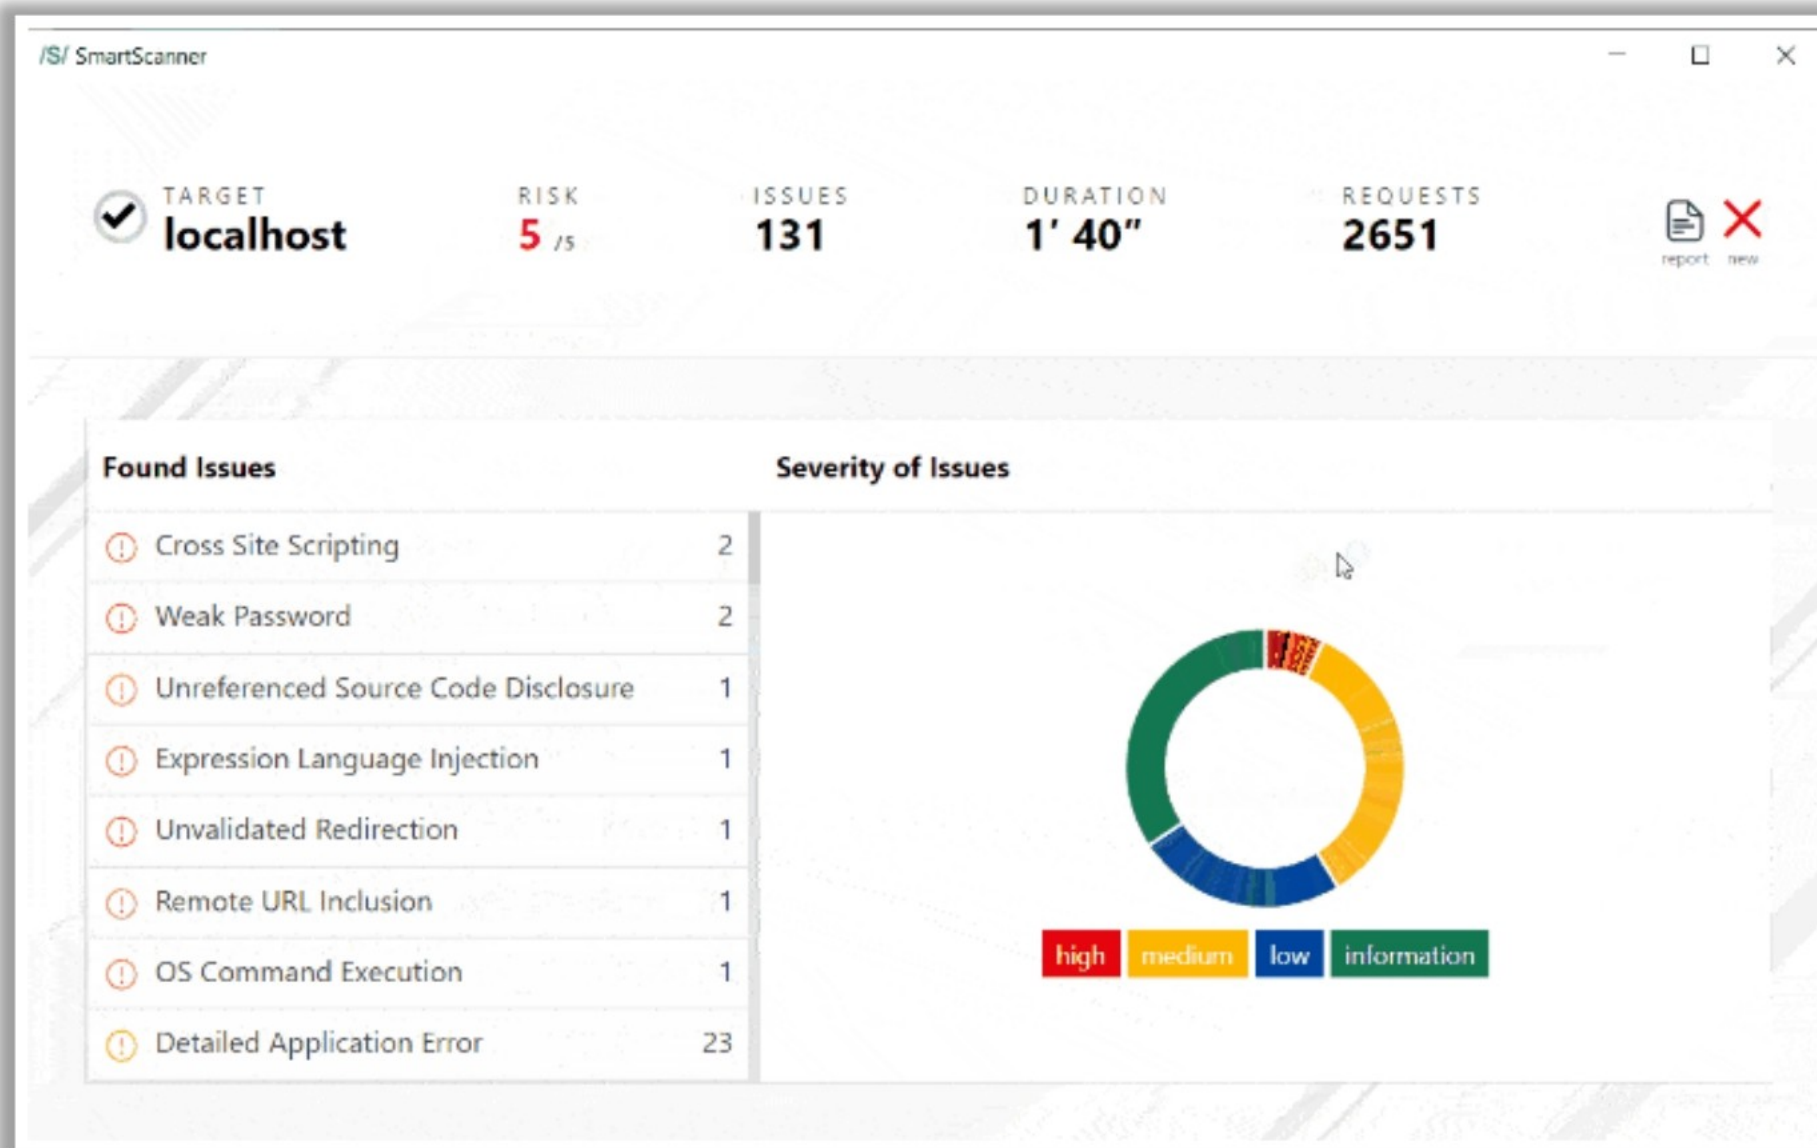 /S/ SmartScanner
TARGET RISK ISSUES DURATION REQUESTS
localhost 5 /5 131 1′ 40″ 2651
report new
Found Issues
Cross Site Scripting 2
Weak Password 2
Unreferenced Source Code Disclosure 1
Expression Language Injection 1
Unvalidated Redirection 1
Remote URL Inclusion 1
OS Command Execution 1
Detailed Application Error 23
Severity of Issues
high medium low information